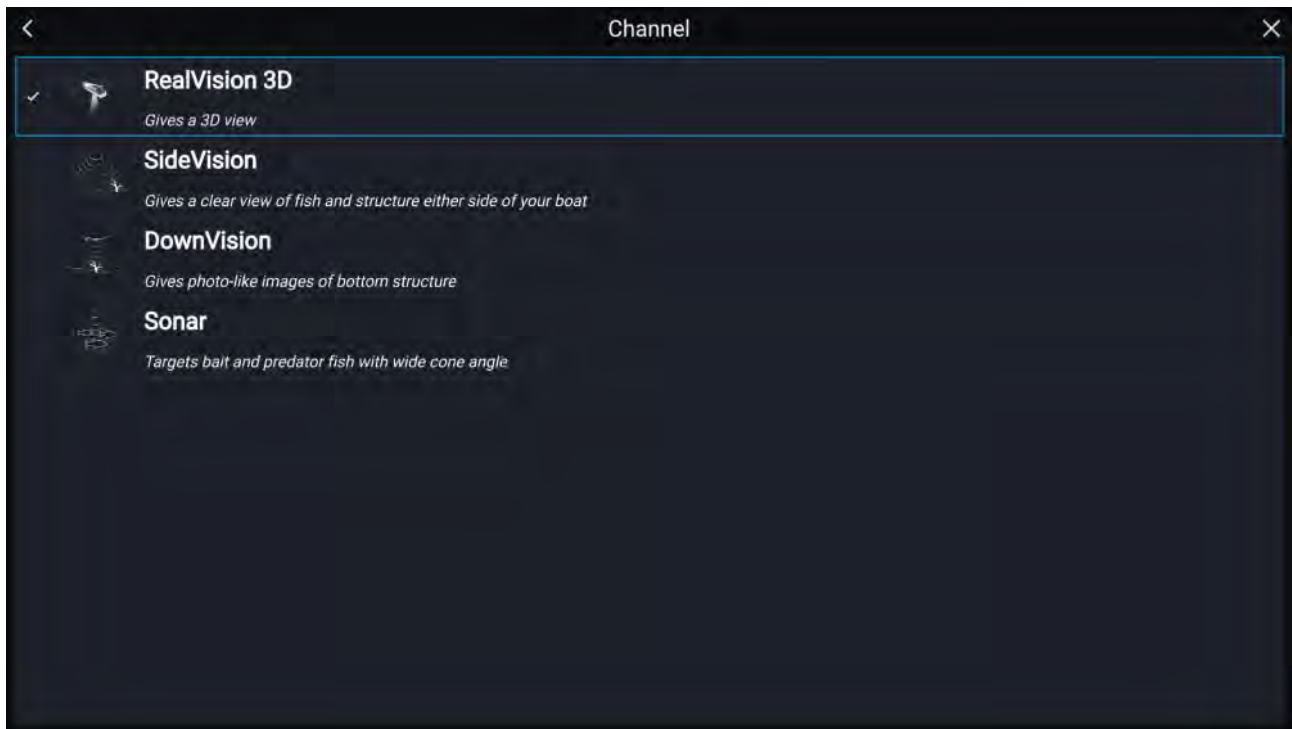 Channel
RealVision 3D
Gives a 3D view
SideVision
Gives a clear view of fish and structure either side of your boat
DownVision
Gives photo-like images of bottom structure
Sonar
Targets bait and predator fish with wide cone angle